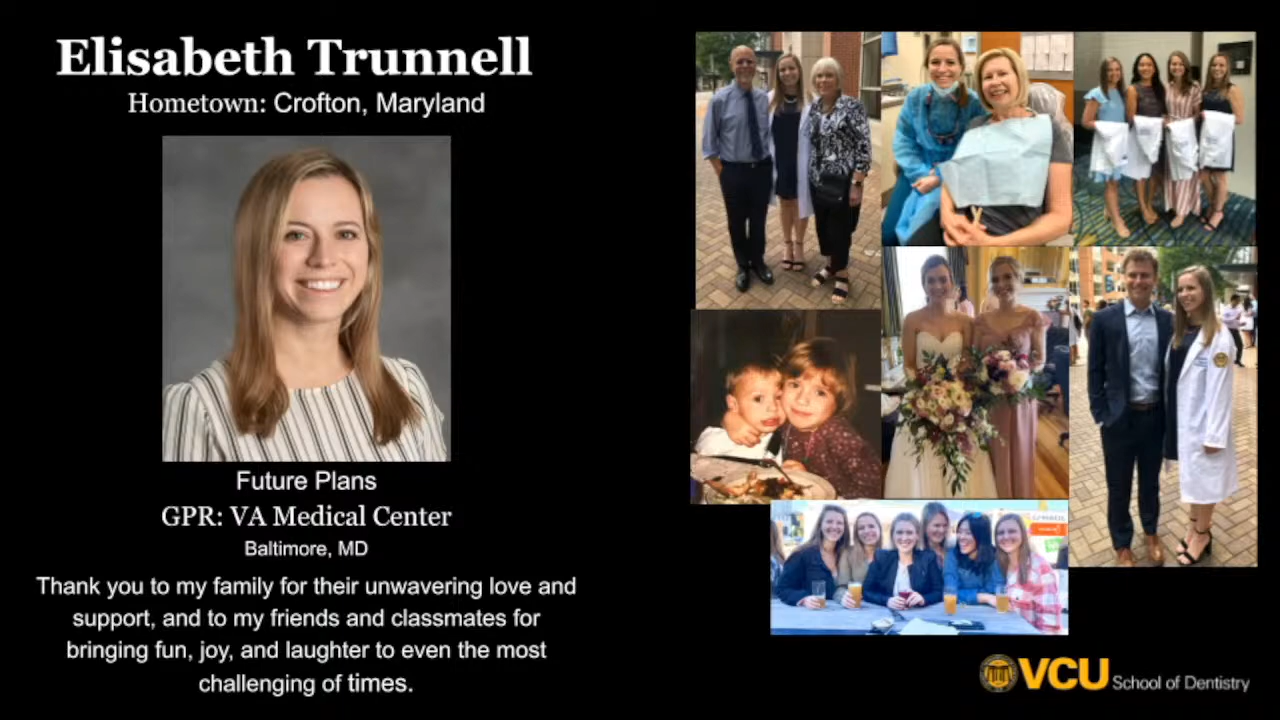 Elisabeth Trunnell
Hometown: Crofton, Maryland
Future Plans
GPR: VA Medical Center
Baltimore, MD
Thank you to my family for their unwavering love and
support, and to my friends and classmates for
bringing fun, joy, and laughter to even the most
challenging of times.
VCU School of Dentistry